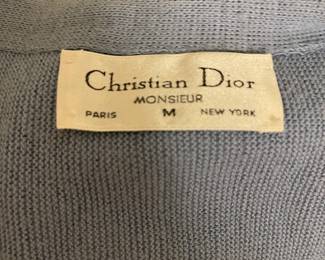 Christian Dior
MONSIEUR
PARIS M NEW YORK